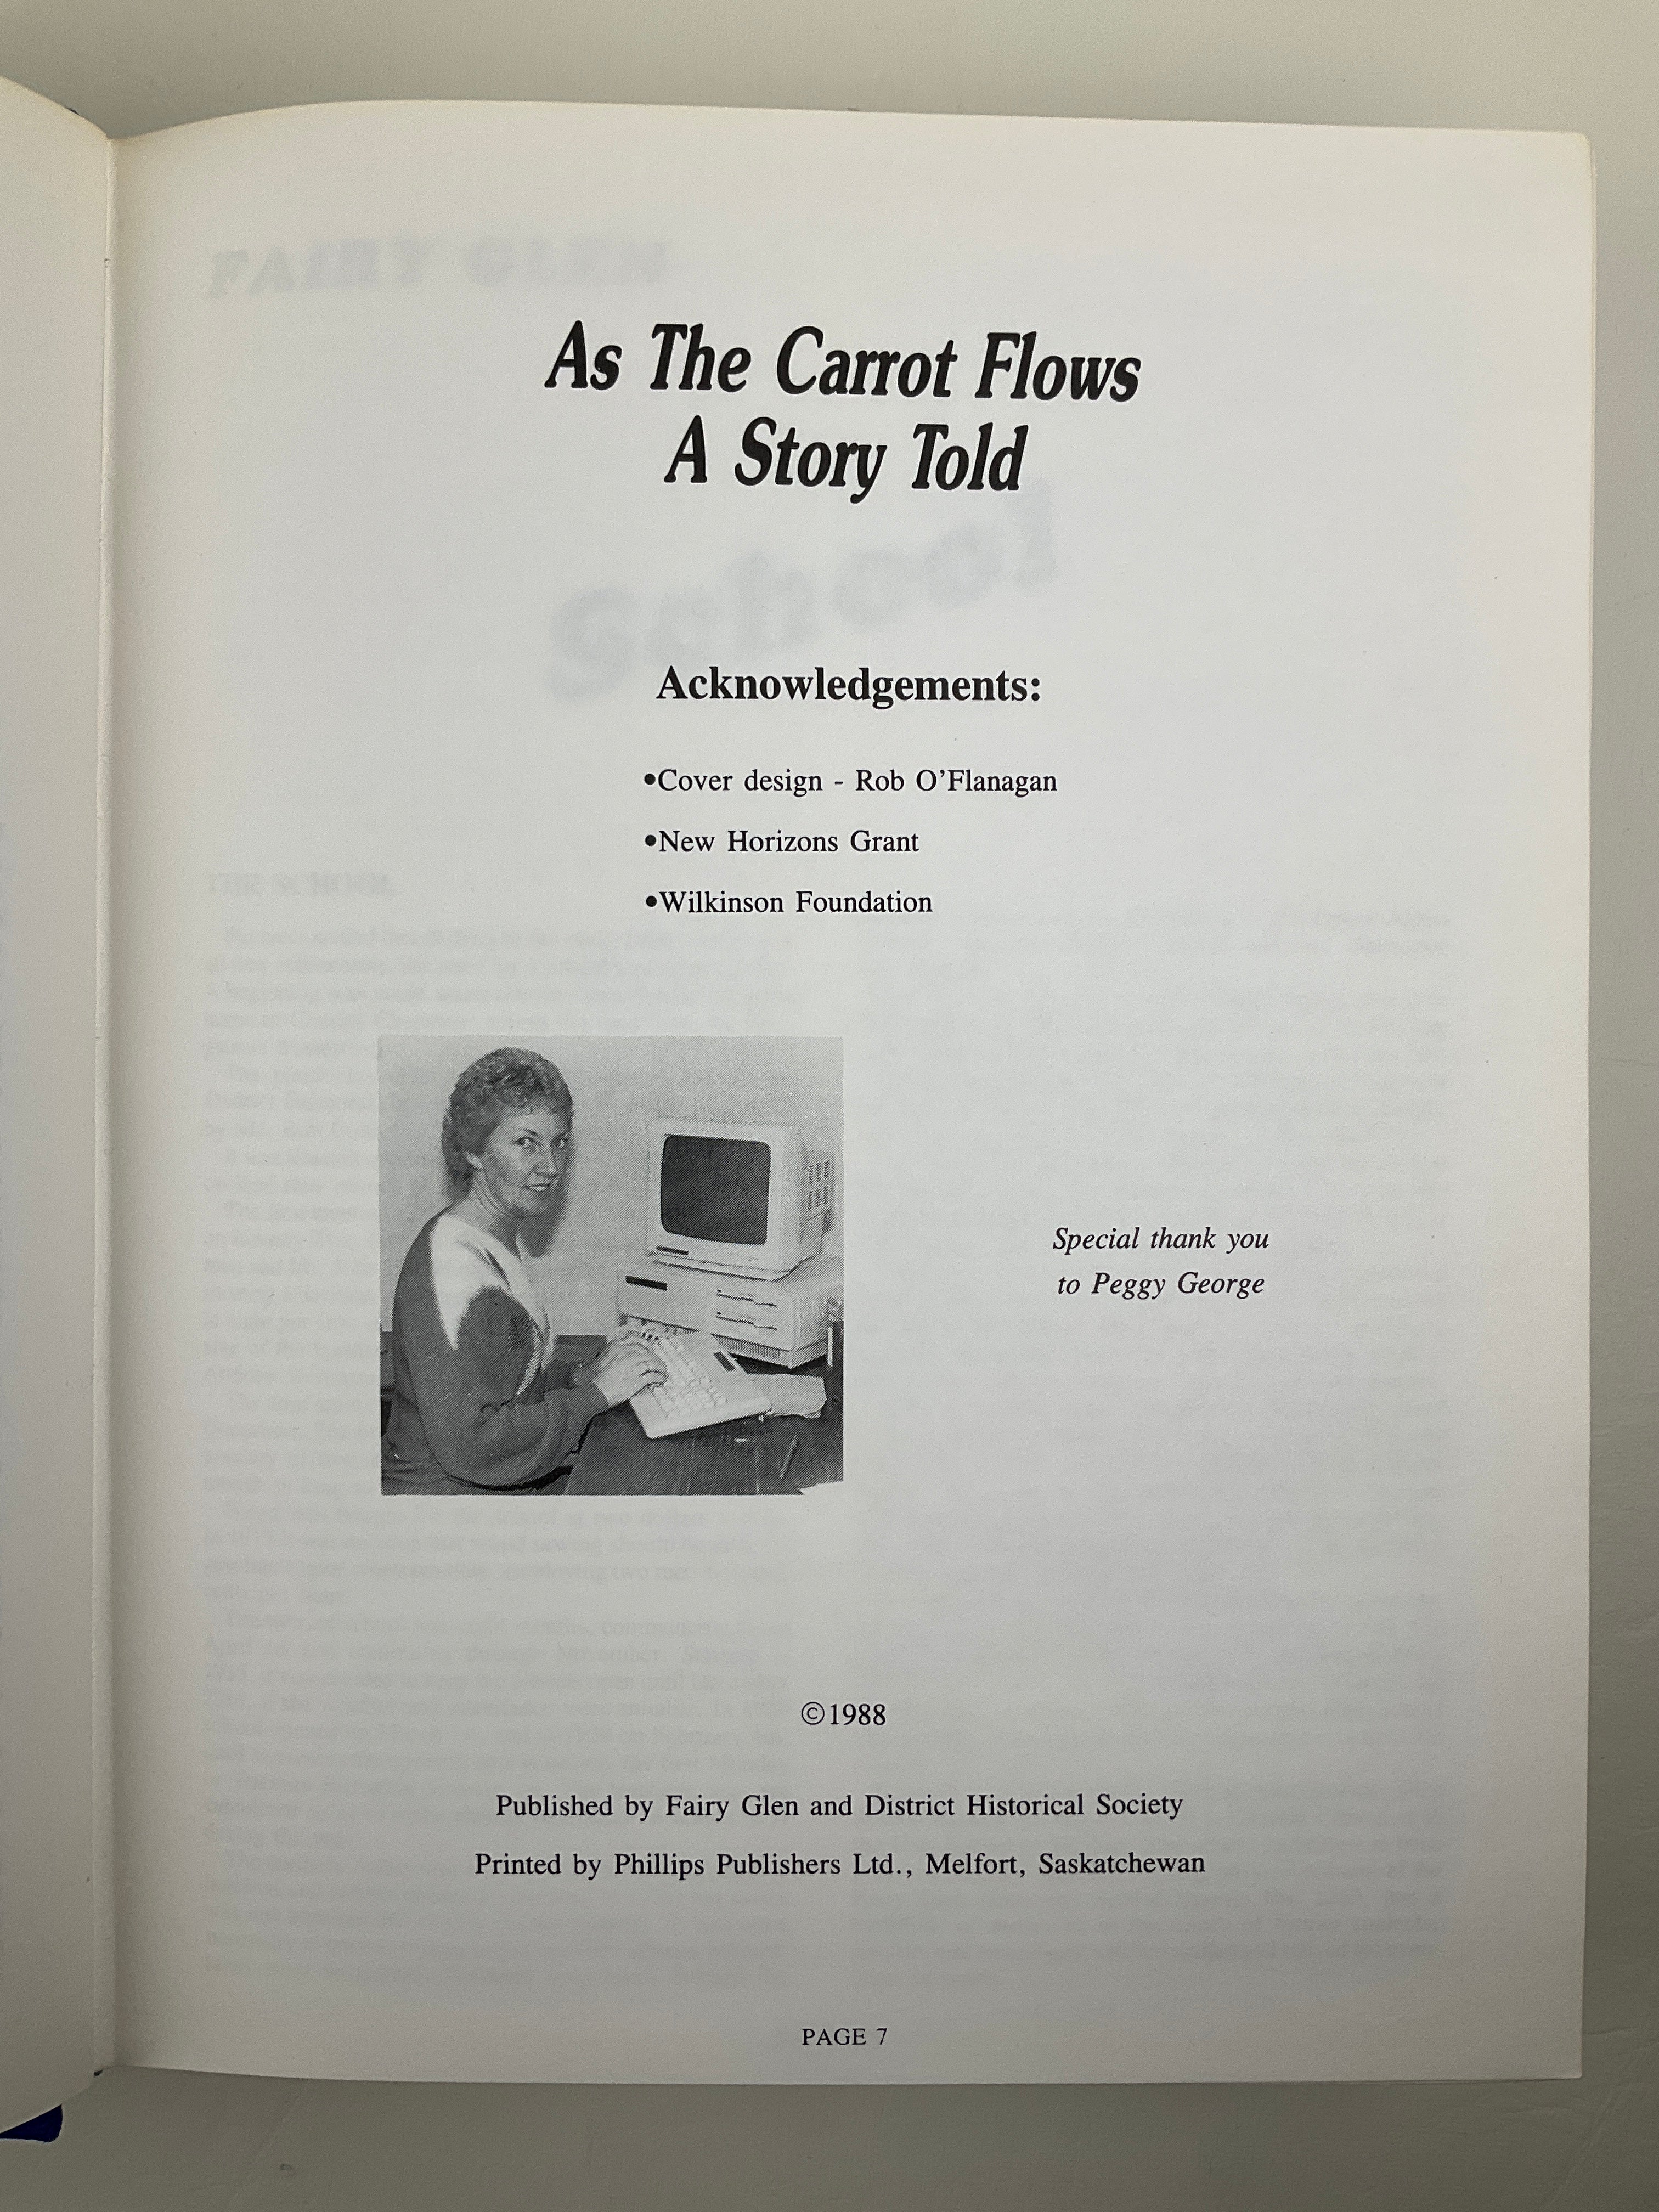 As The Carrot Flows
A Story Told
Acknowledgements:
•Cover design - Rob O'Flanagan
•New Horizons Grant
•Wilkinson Foundation
Special thank you
to Peggy George
©1988
Published by Fairy Glen and District Historical Society
Printed by Phillips Publishers Ltd., Melfort, Saskatchewan
PAGE 7